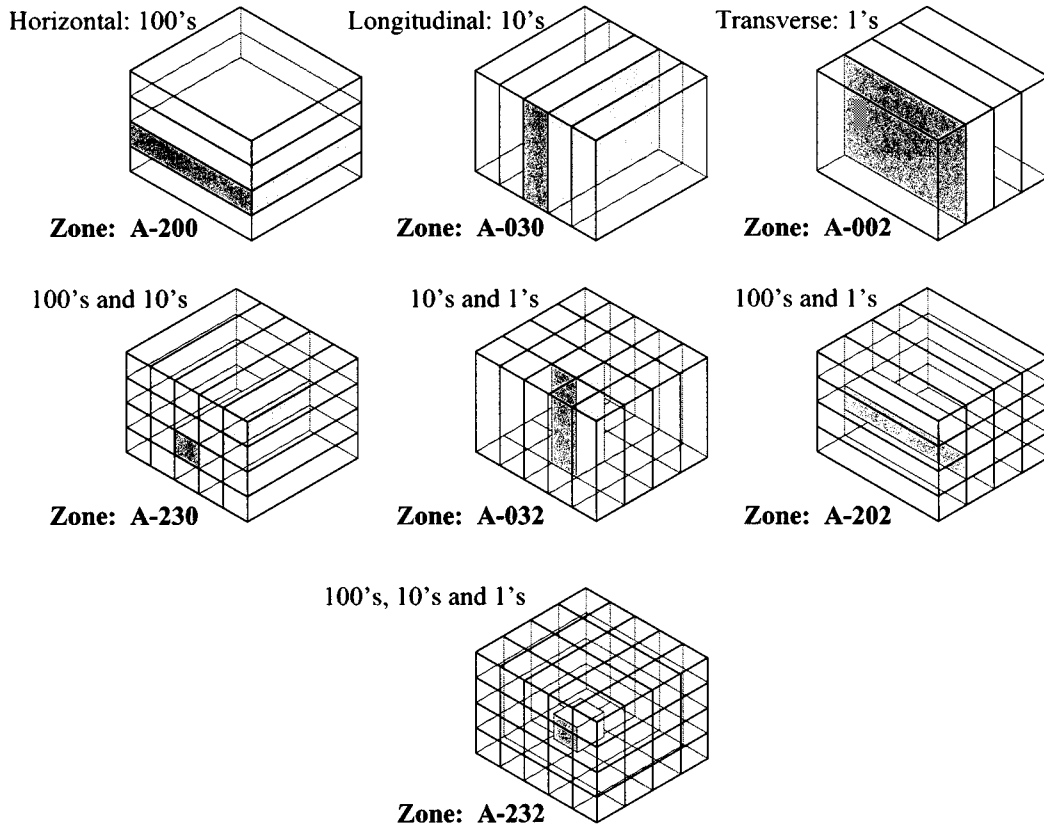 Horizontal: 100's
Longitudinal: 10's
Transverse: 1's
Zone: A-200
Zone: A-030
Zone: A-002
100's and 10's
10's and 1's
100's and 1's
Zone: A-230
Zone: A-032
Zone: A-202
100's, 10's and 1's
Zone: A-232